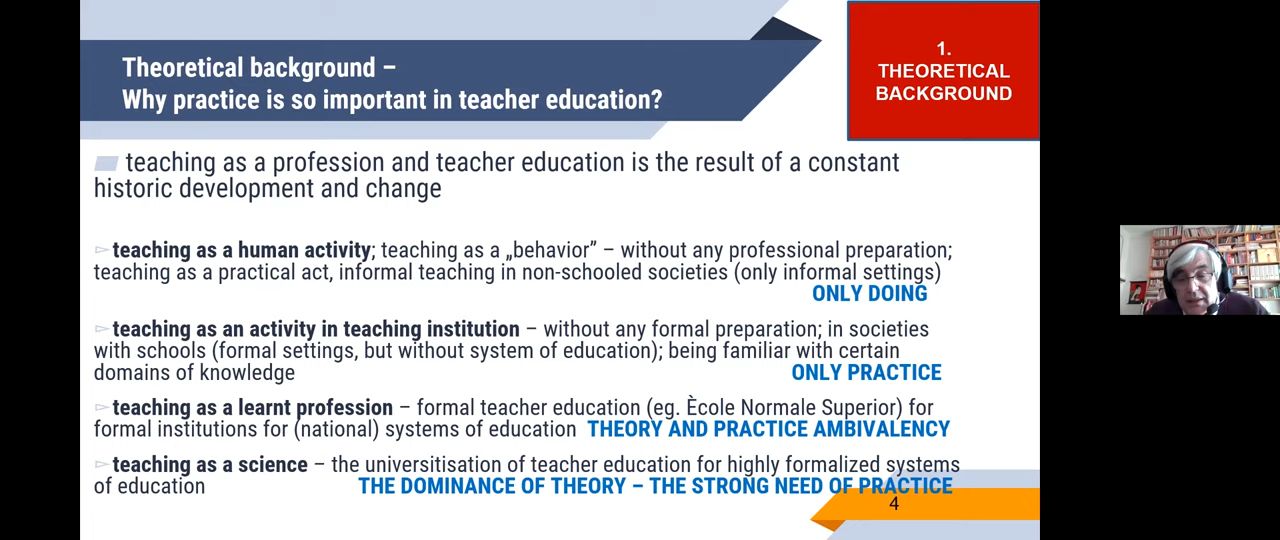 Theoretical background –
Why practice is so important in teacher education?
1.
THEORETICAL
BACKGROUND
teaching as a profession and teacher education is the result of a constant
historic development and change
teaching as a human activity; teaching as a „behavior” – without any professional preparation;
teaching as a practical act, informal teaching in non-schooled societies (only informal settings)
ONLY DOING
teaching as an activity in teaching institution – without any formal preparation; in societies
with schools (formal settings, but without system of education); being familiar with certain
domains of knowledge ONLY PRACTICE
teaching as a learnt profession – formal teacher education (eg. Ècole Normale Superior) for
formal institutions for (national) systems of education THEORY AND PRACTICE AMBIVALENCY
teaching as a science – the universitisation of teacher education for highly formalized systems
of education THE DOMINANCE OF THEORY – THE STRONG NEED OF PRACTICE
4